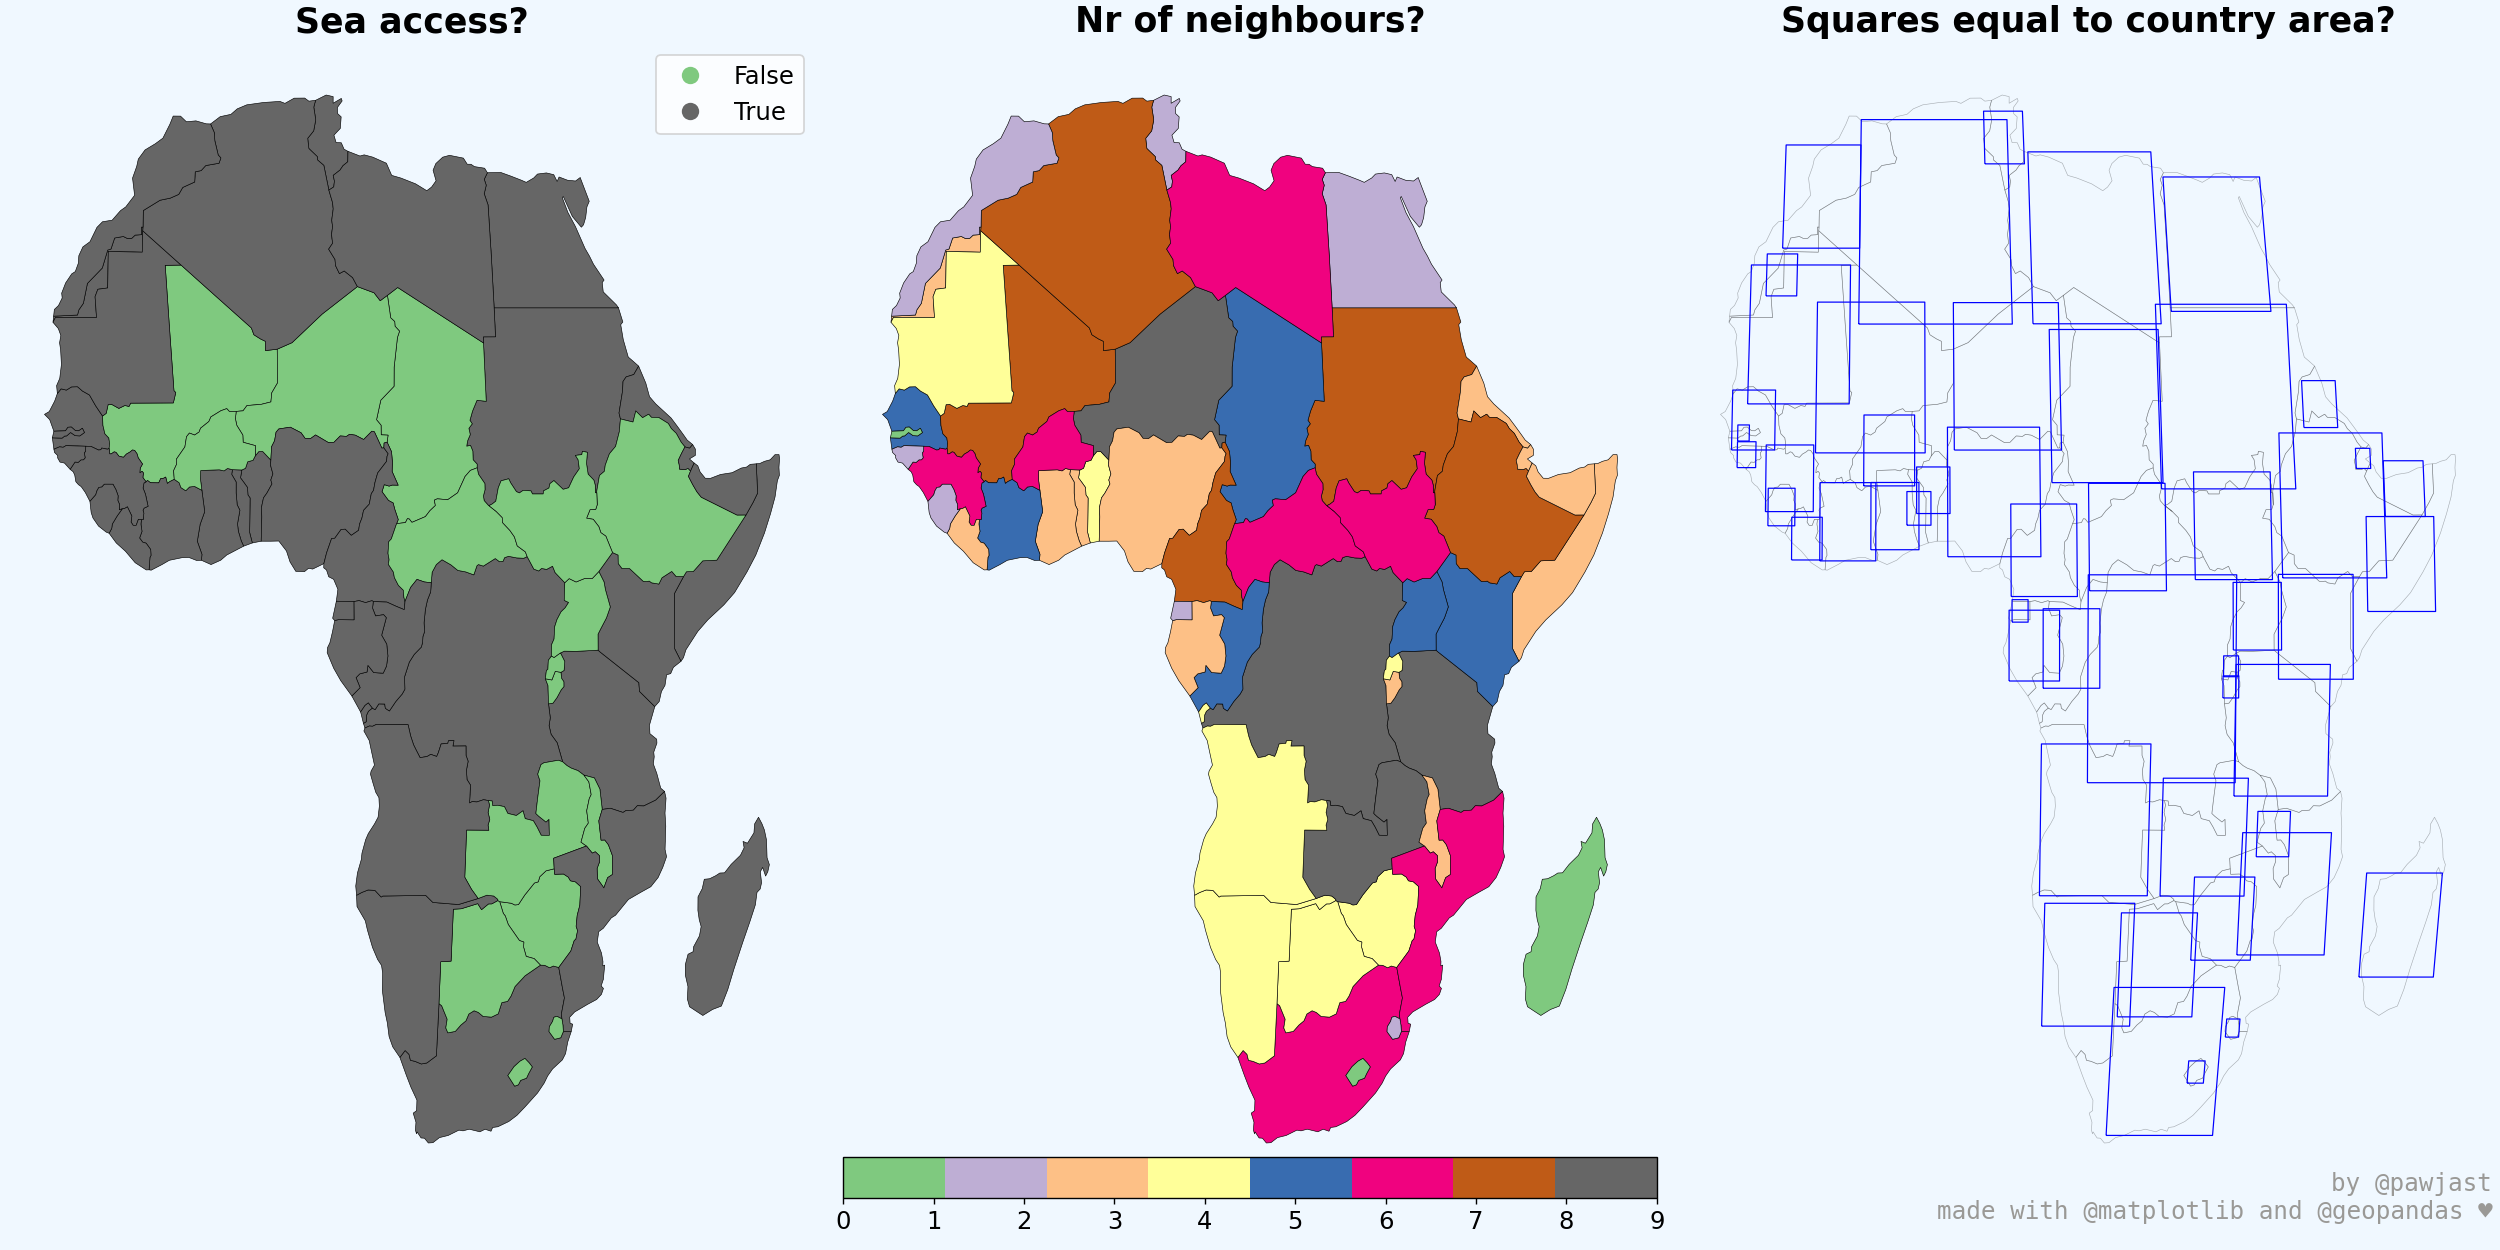 Sea access?
False
True
Nr of neighbours?
0 1 2 3 4 5 6 7 8 9
Squares equal to country area?
by @pawjast
made with @matplotlib and @geopandas ♥